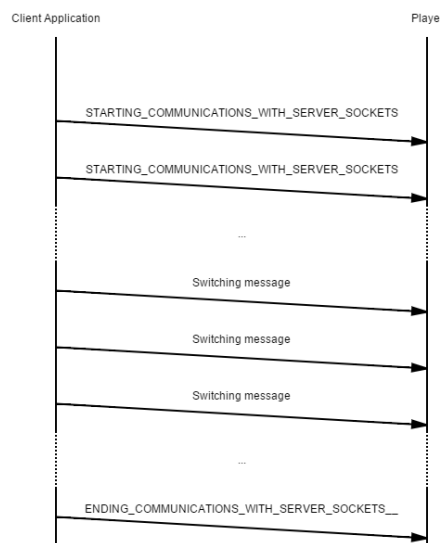 Client Application Playe
STARTING_COMMUNICATIONS_WITH_SERVER_SOCKETS
STARTING_COMMUNICATIONS_WITH_SERVER_SOCKETS
...
Switching message
Switching message
Switching message
...
ENDING_COMMUNICATIONS_WITH_SERVER_SOCKETS__